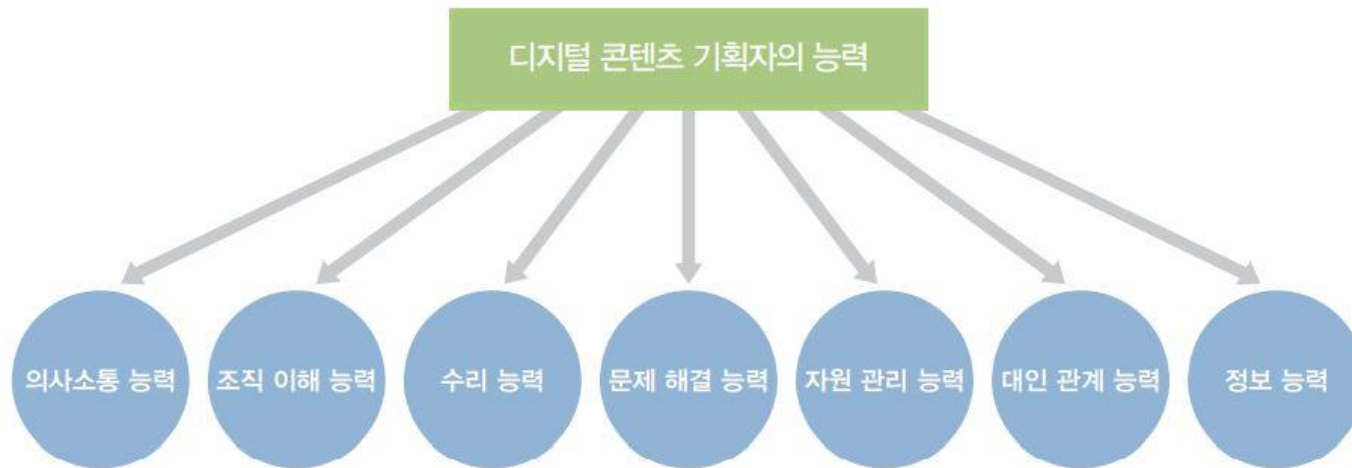 디지털 콘텐츠 기획자의 능력
의사소통 능력
조직 이해 능력
수리 능력
문제 해결 능력
자원 관리 능력
대인 관계 능력
정보 능력